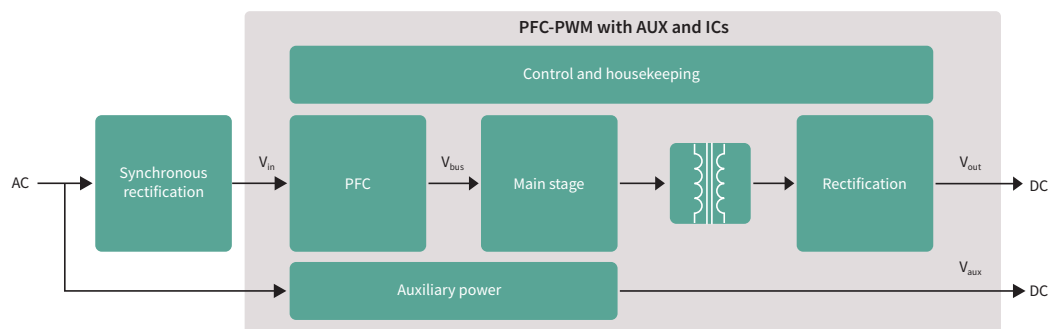 PFC-PWM with AUX and ICs
Control and housekeeping
AC
Synchronous
rectification
Vin
PFC
Vbus
Main stage
Rectification
Vout
DC
Auxiliary power
Vaux
DC